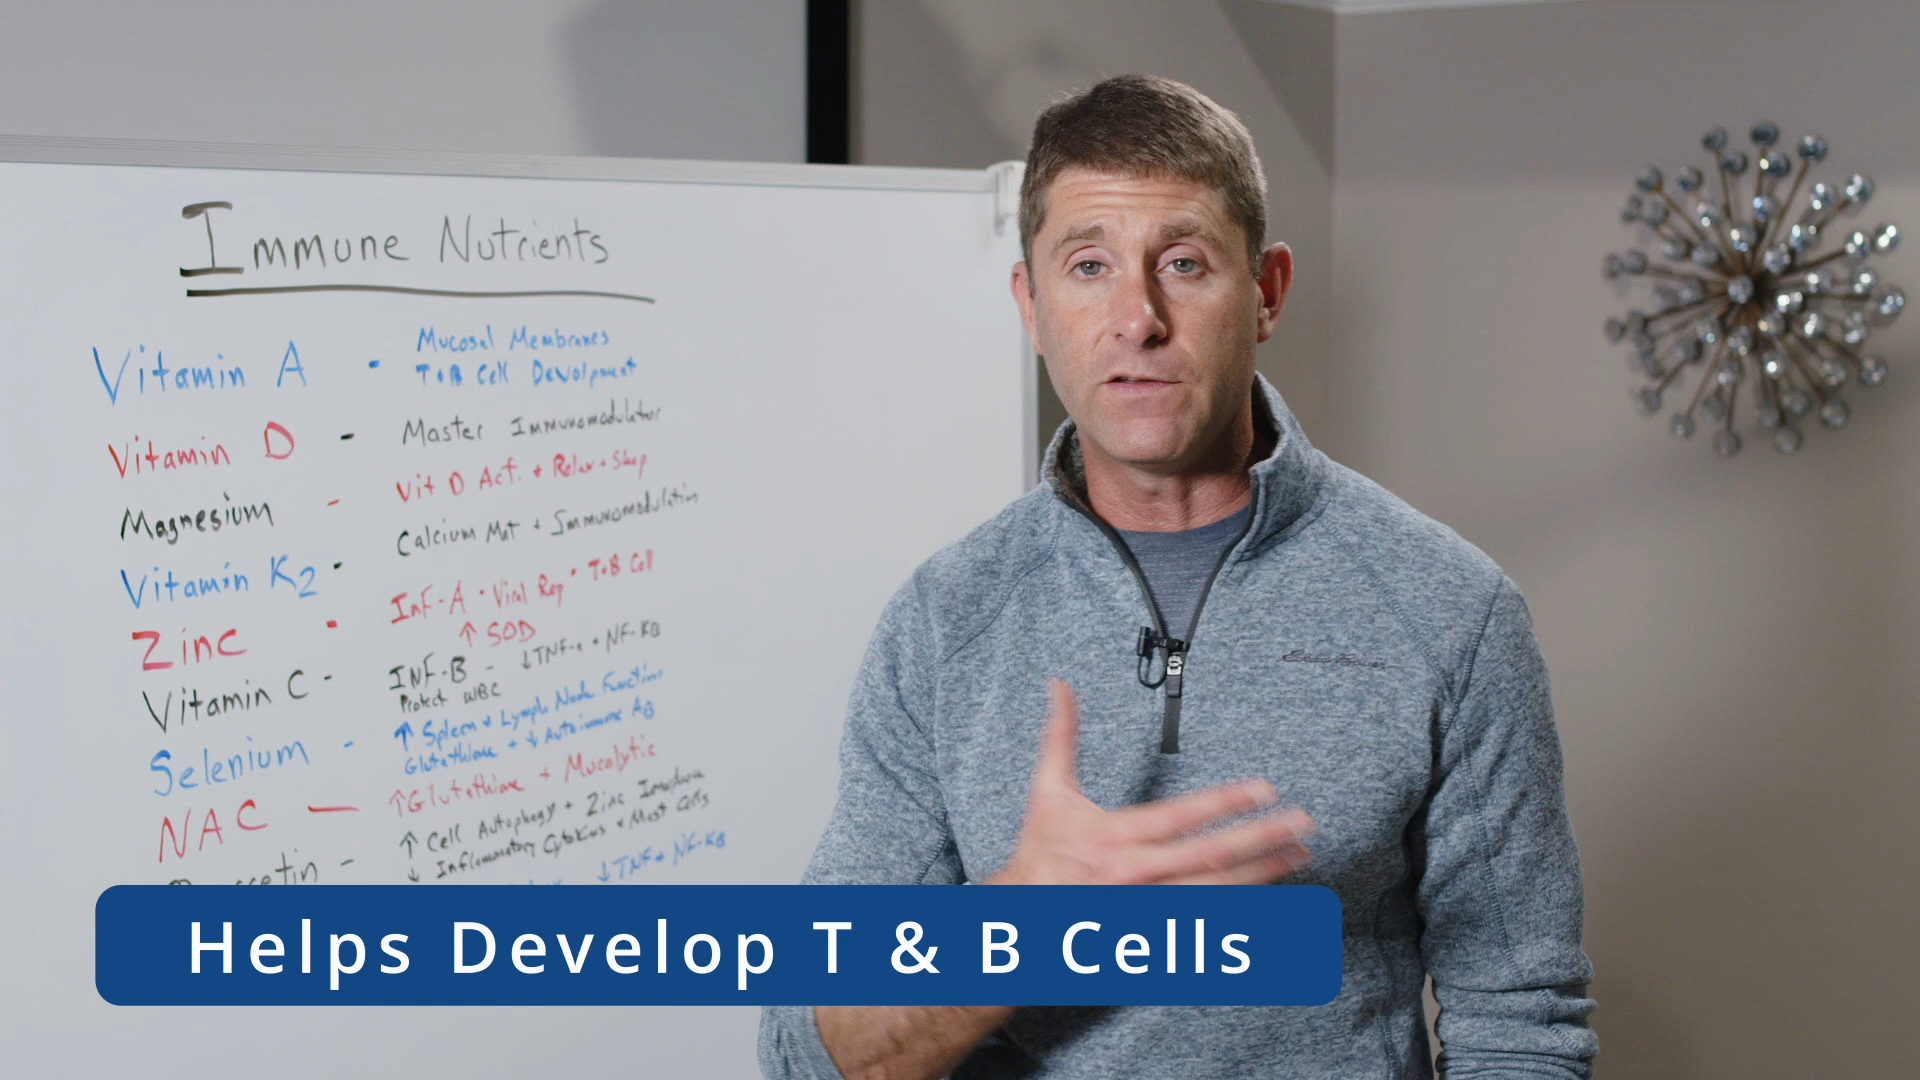 Immune Nutrients
Vitamin A - Mucosal Membranes
T+B Cell Devolpment
Vitamin D - Master Immunomodulator
Magnesium - Vit D Act. + Relax + Sleep
Vitamin K2 - Calcium Met + Immunomodulation
Zinc - Inf-A · Viral Rep · T+B Cell
↑ SOD
Vitamin C - INF-B - ↓TNF-a + NF-KB
Protect WBC
Selenium - ↑ Spleen + Lymph Node Function
Glutathione + ↓ Autoimmune AB
NAC - ↑Glutathione + Mucolytic
↑ Cell Autophagy + Zinc Ionophore
↓ Inflammatory Cytokines + Mast Cells
↓TNF + NF-KB
Helps Develop T & B Cells